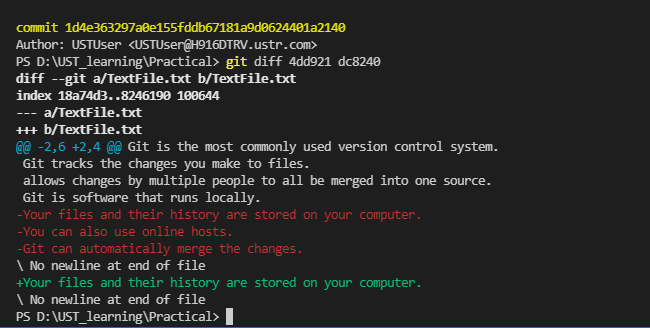 commit 1d4e363297a0e155fddb67181a9d0624401a2140
Author: USTUser <USTUser@H916DTRV.ustr.com>
PS D:\UST_learning\Practical> git diff 4dd921 dc8240
diff --git a/TextFile.txt b/TextFile.txt
index 18a74d3..8246190 100644
--- a/TextFile.txt
+++ b/TextFile.txt
@@ -2,6 +2,4 @@ Git is the most commonly used version control system.
 Git tracks the changes you make to files.
 allows changes by multiple people to all be merged into one source.
 Git is software that runs locally.
-Your files and their history are stored on your computer.
-You can also use online hosts.
-Git can automatically merge the changes.
\ No newline at end of file
+Your files and their history are stored on your computer.
\ No newline at end of file
PS D:\UST_learning\Practical>